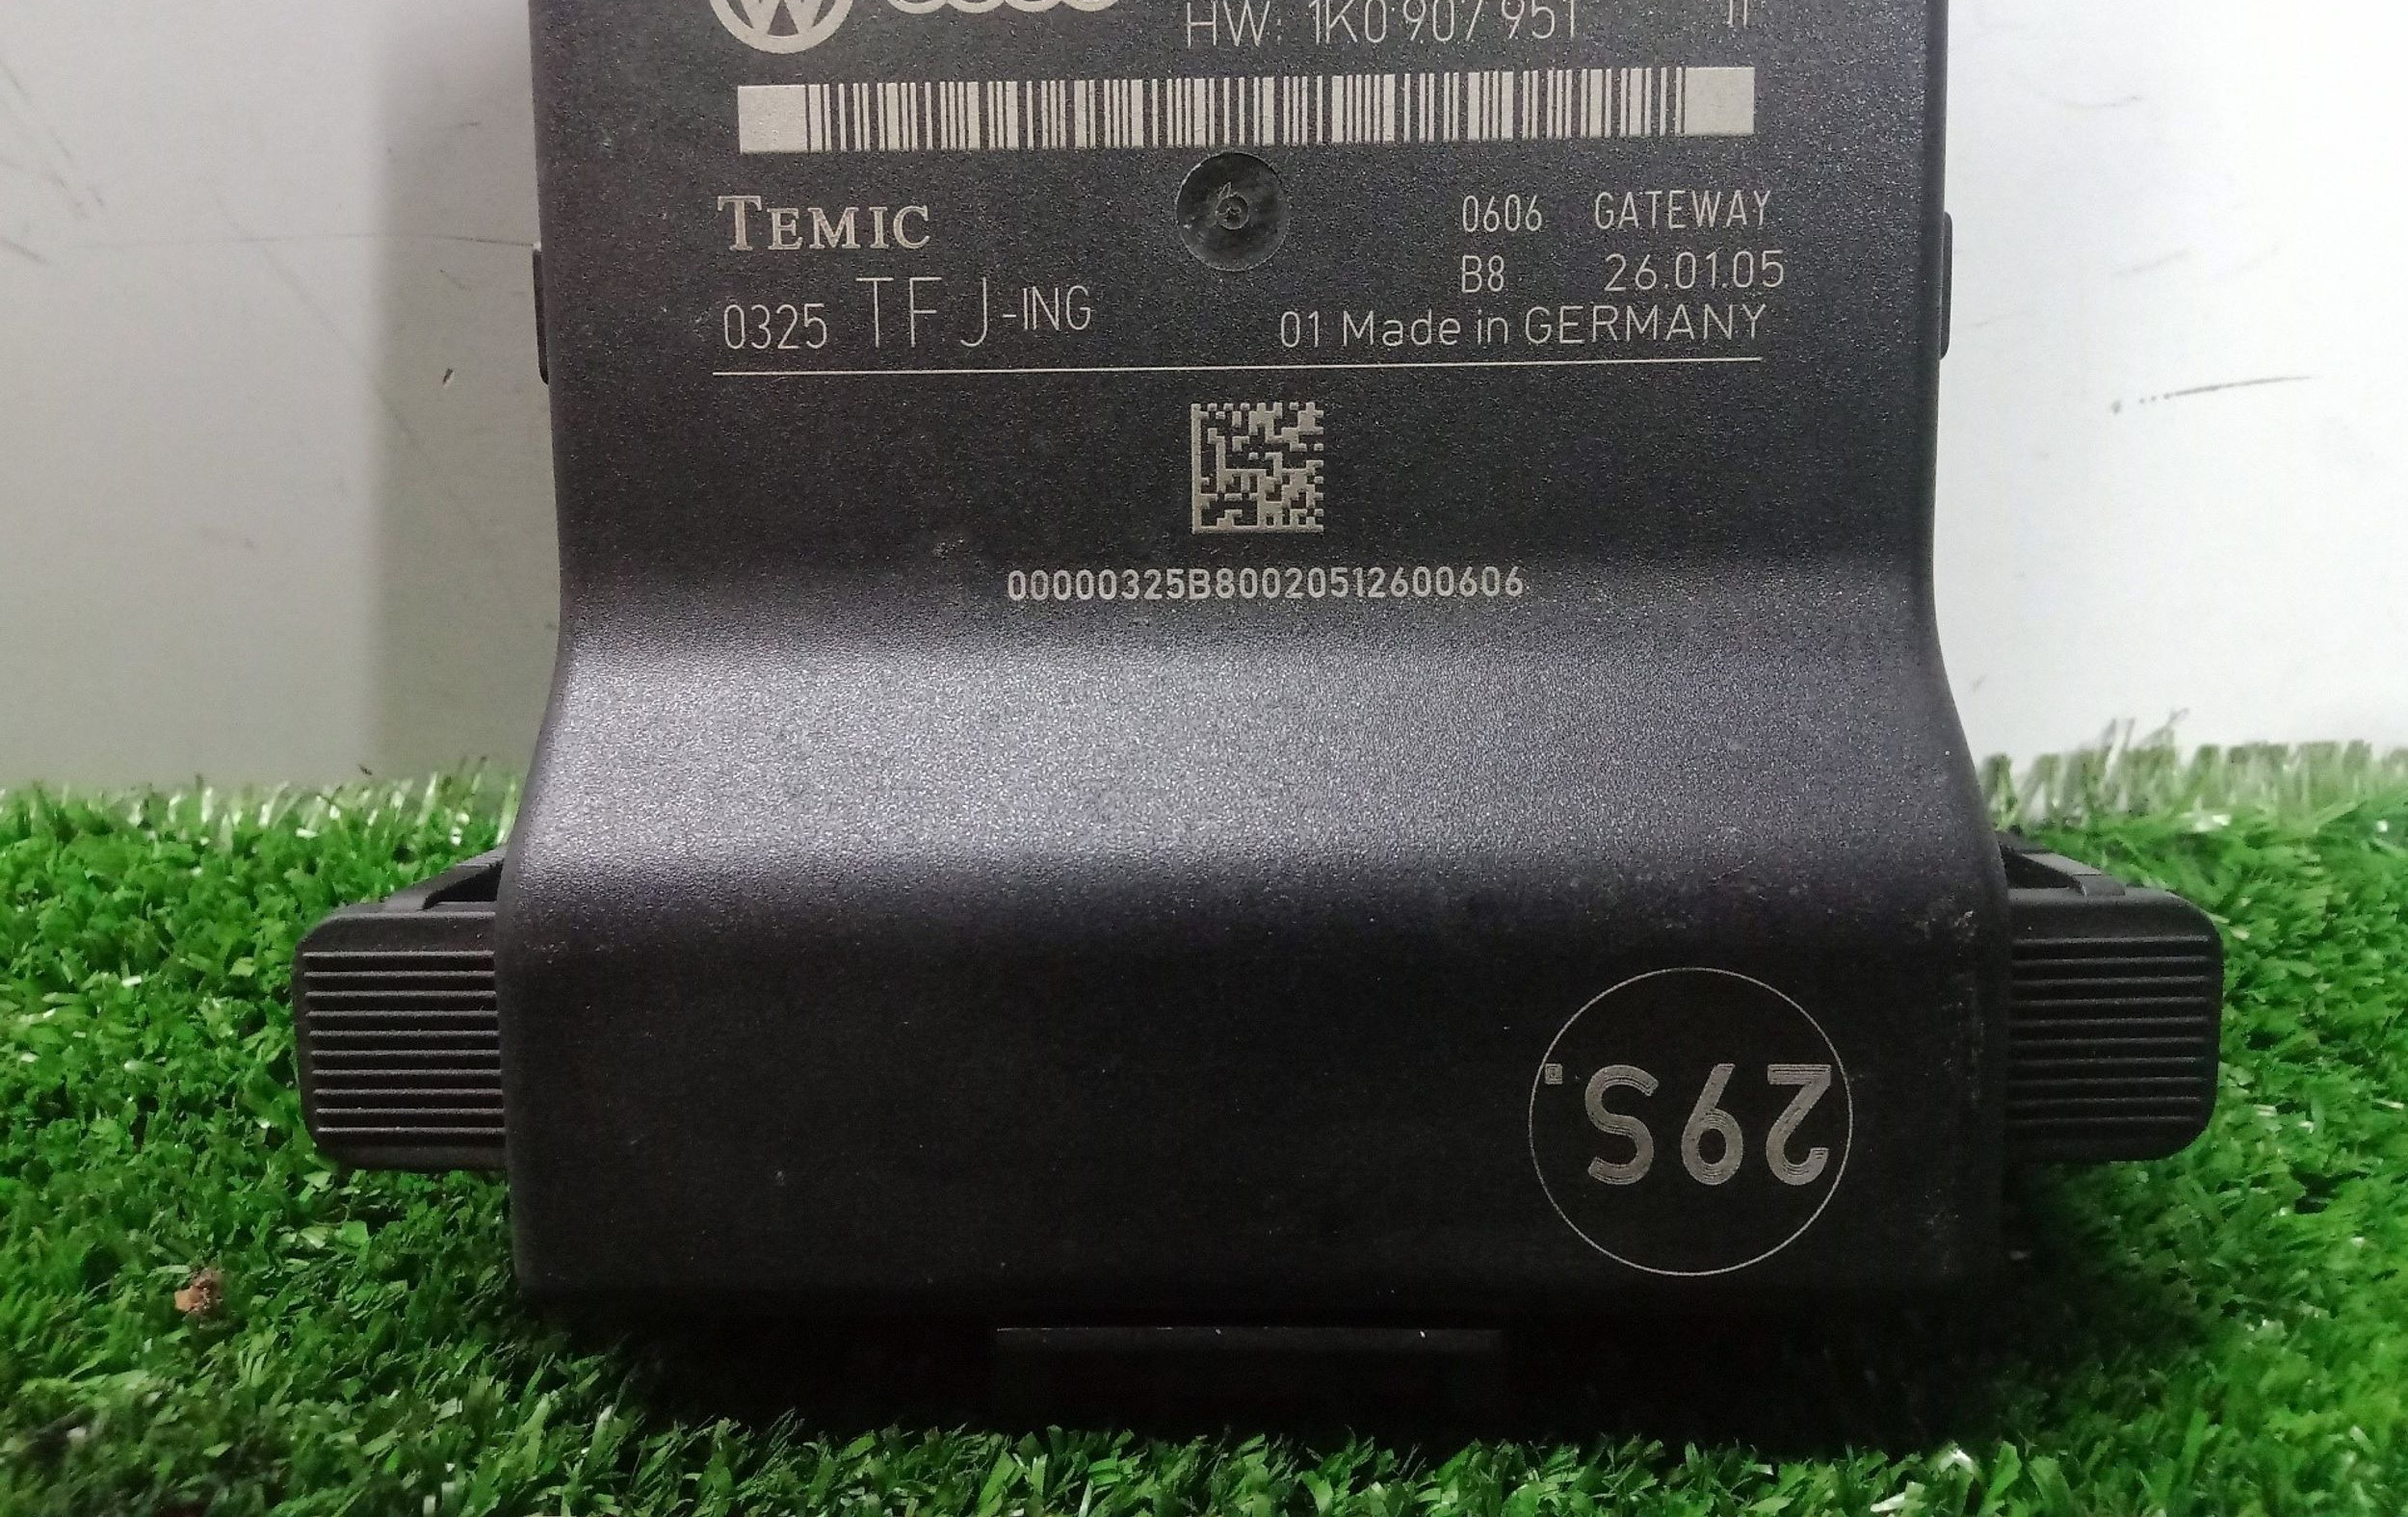 HW: 1K0 907 951
TEMIC
0606 GATEWAY
B8 26.01.05
0325 TFJ-ING
01 Made in GERMANY
00000325B80020512600606
29S.